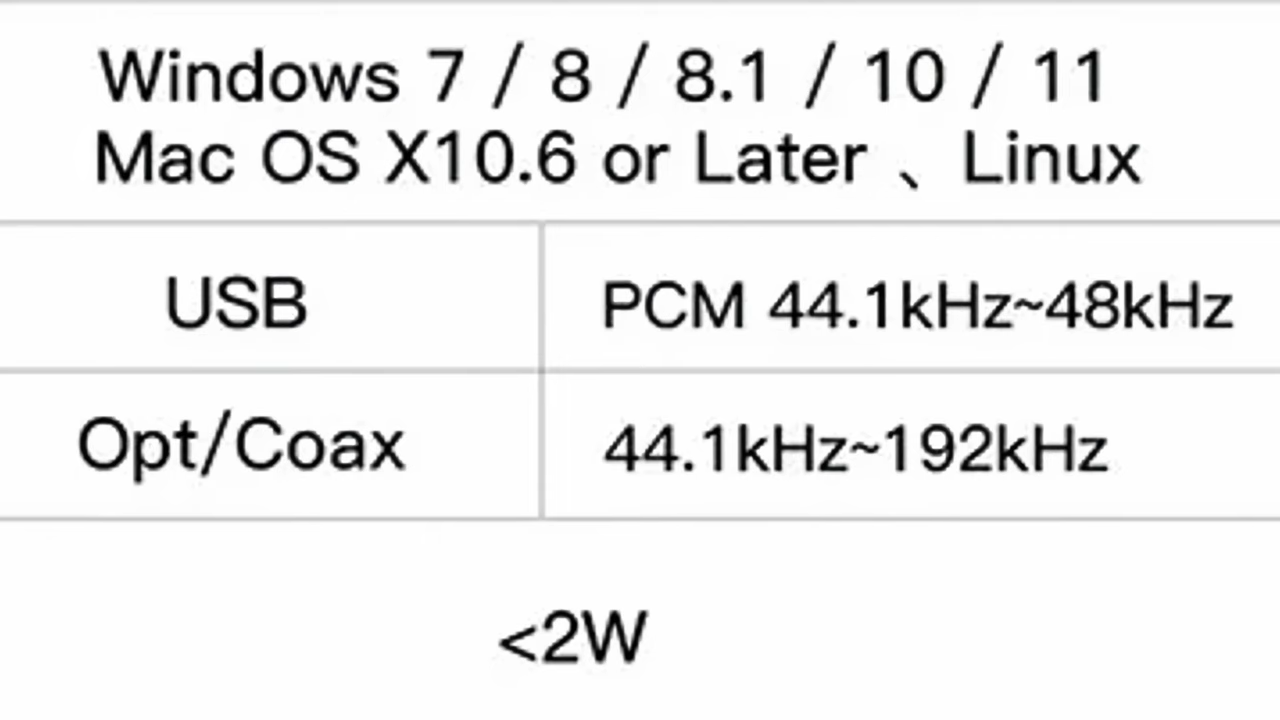 Windows 7 / 8 / 8.1 / 10 / 11
Mac OS X10.6 or Later 、Linux
USB
PCM 44.1kHz~48kHz
Opt/Coax
44.1kHz~192kHz
<2W